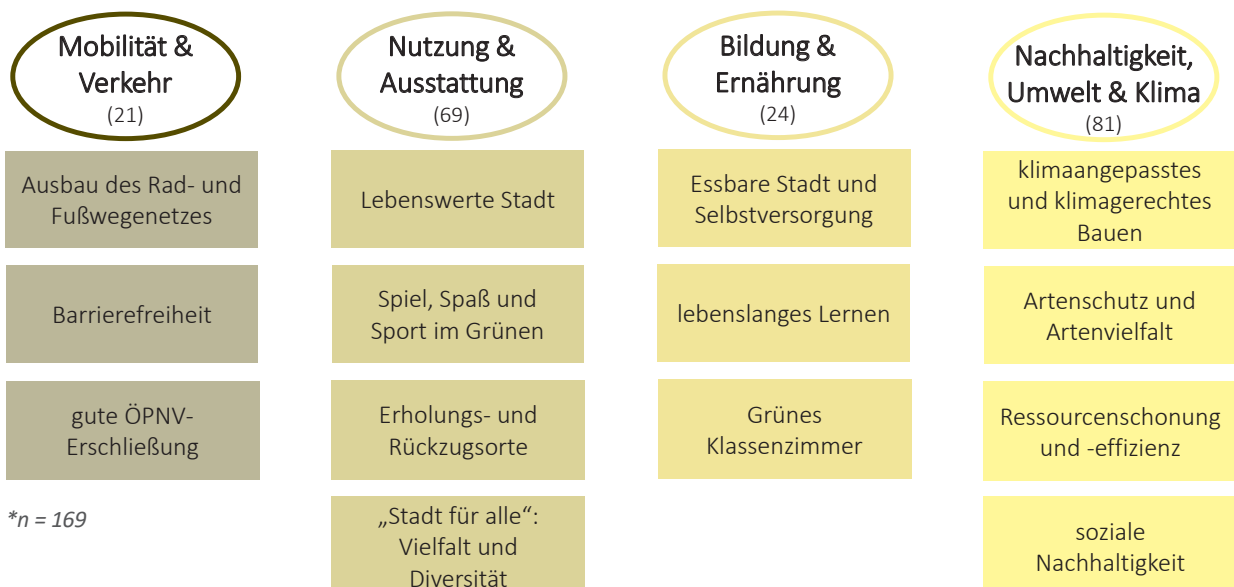 Mobilität &
Verkehr
(21)
Ausbau des Rad- und
Fußwegenetzes
Barrierefreiheit
gute ÖPNV-
Erschließung
*n = 169
Nutzung &
Ausstattung
(69)
Lebenswerte Stadt
Spiel, Spaß und
Sport im Grünen
Erholungs- und
Rückzugsorte
„Stadt für alle“:
Vielfalt und
Diversität
Bildung &
Ernährung
(24)
Essbare Stadt und
Selbstversorgung
lebenslanges Lernen
Grünes
Klassenzimmer
Nachhaltigkeit,
Umwelt & Klima
(81)
klimaangepasstes
und klimagerechtes
Bauen
Artenschutz und
Artenvielfalt
Ressourcenschonung
und -effizienz
soziale
Nachhaltigkeit